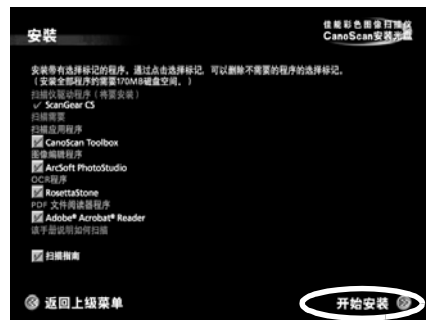 安装
佳能彩色图像扫描仪
CanoScan安装光盘
安装带有选择标记的程序，通过点击选择标记，可以删除不需要的程序的选择标记。
（安装全部程序约需要170MB磁盘空间。）
扫描仪驱动程序（将要安装）
ScanGear CS
扫描需要
扫描应用程序
CanoScan Toolbox
图像编辑程序
ArcSoft PhotoStudio
OCR程序
RosettaStone
PDF 文件阅读器程序
Adobe® Acrobat® Reader
该手册说明如何扫描
扫描指南
返回上级菜单
开始安装